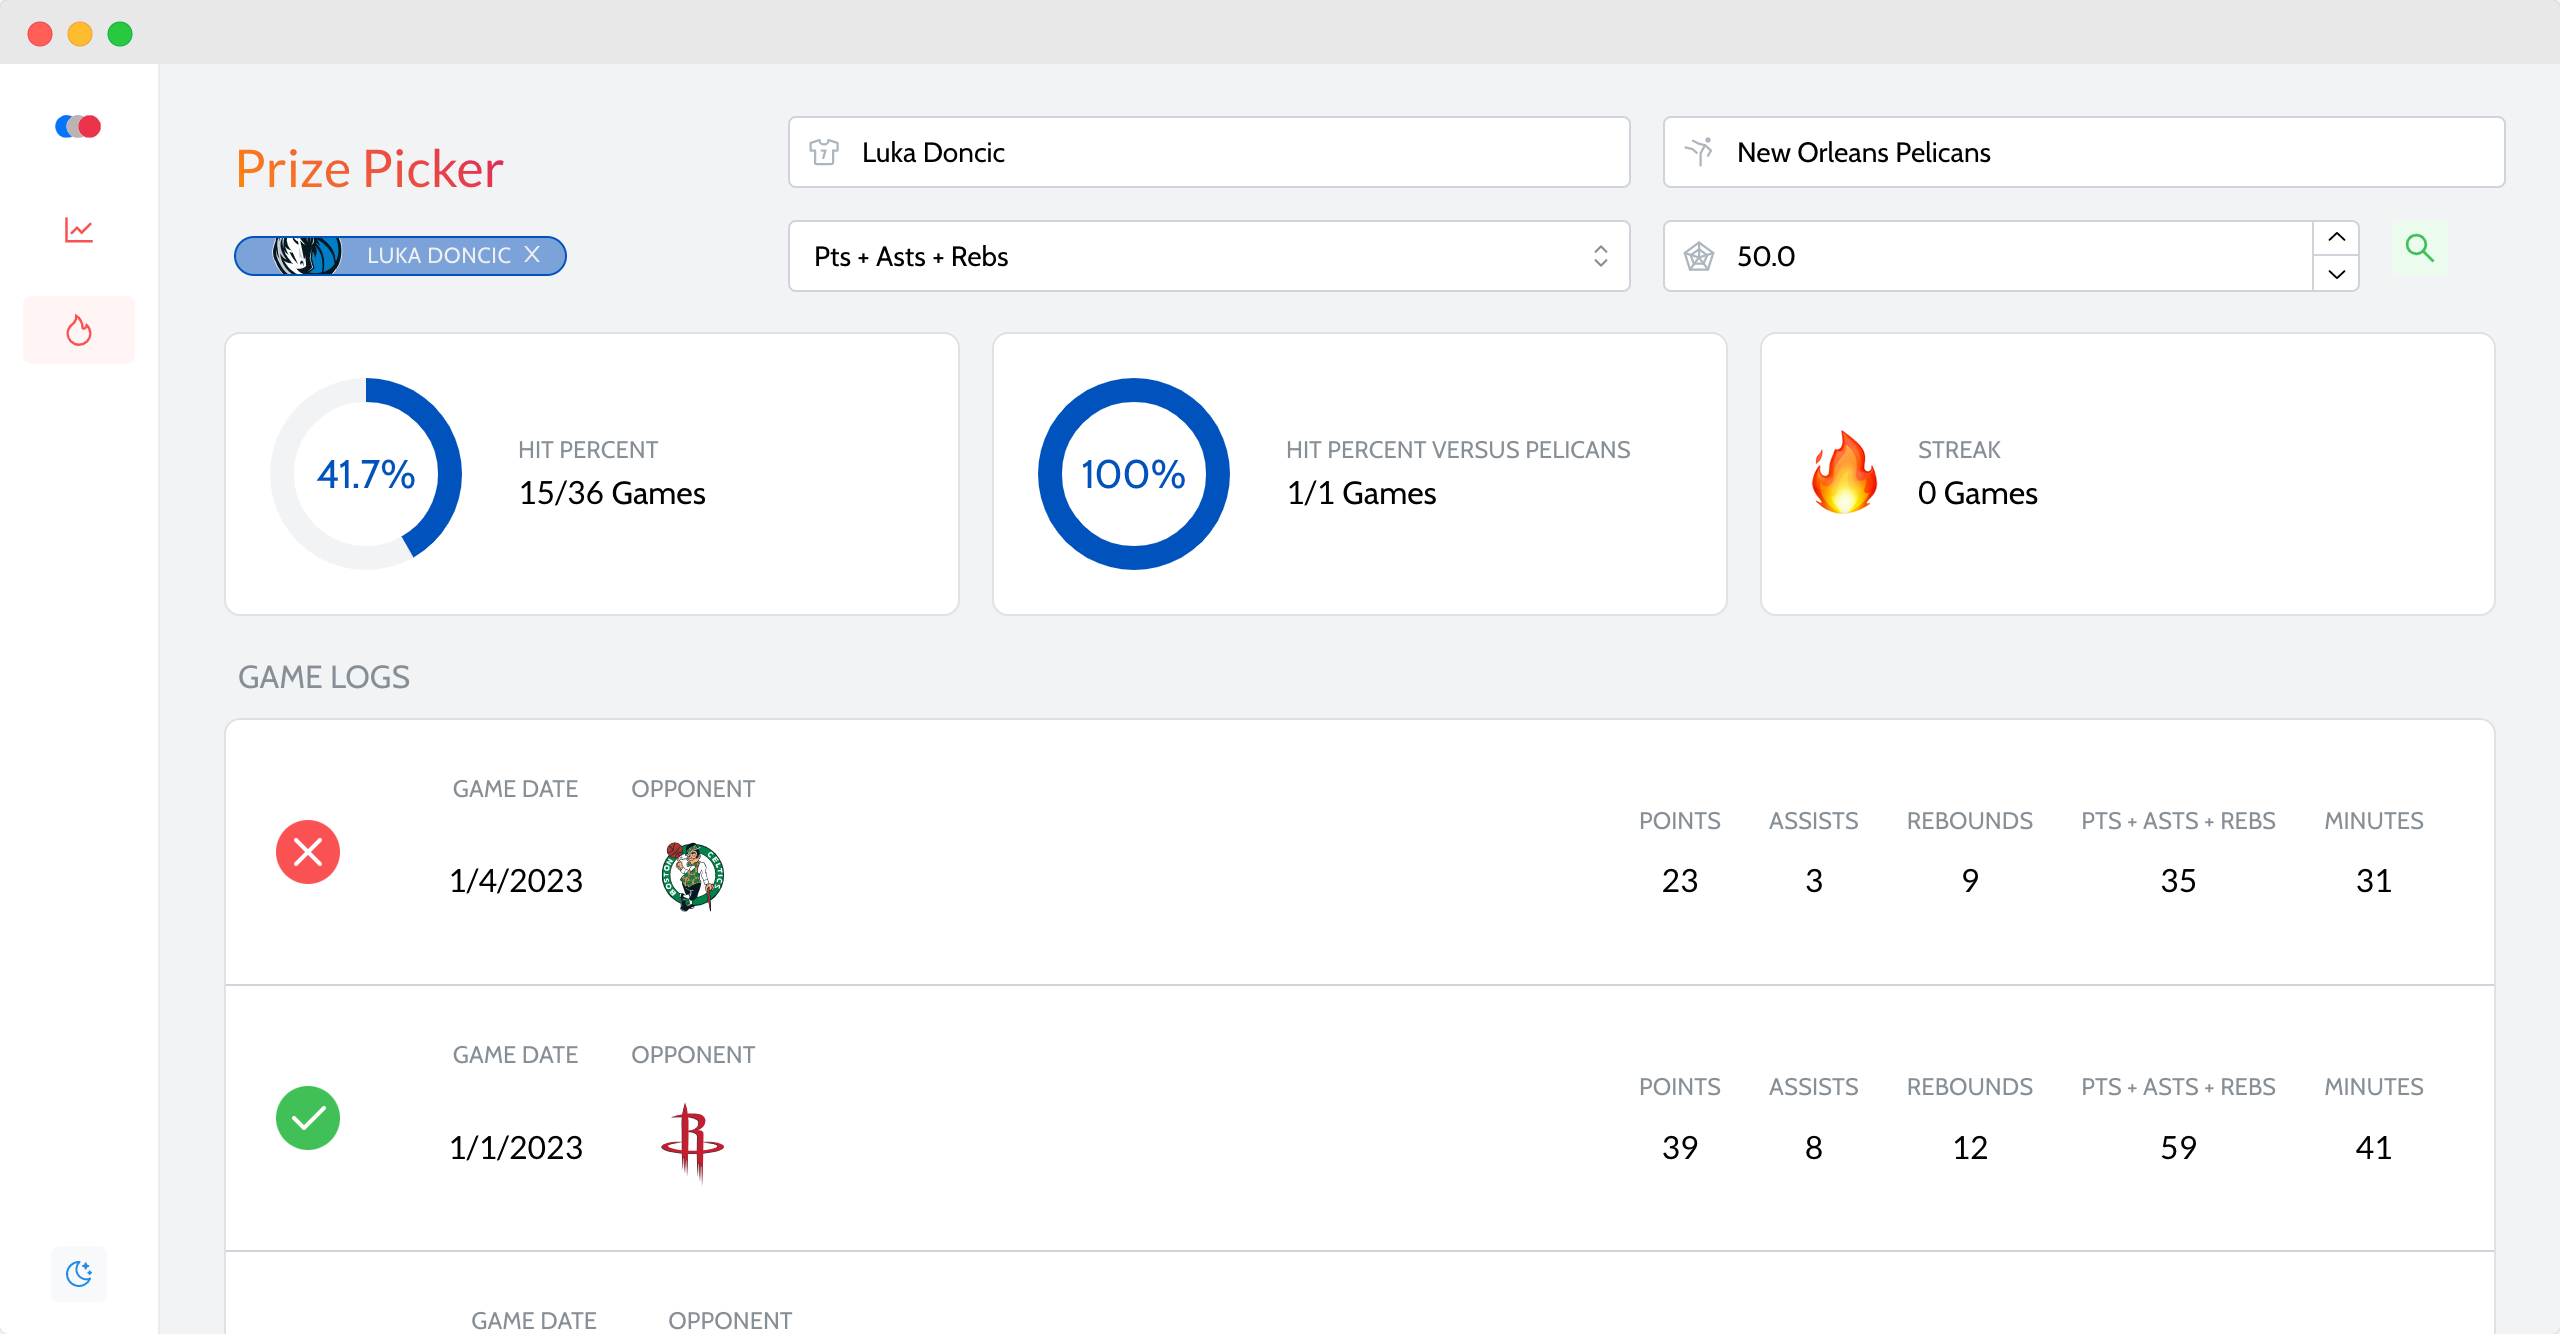 Prize Picker
LUKA DONCIC X
7 Luka Doncic
New Orleans Pelicans
Pts + Asts + Rebs
50.0
41.7%
HIT PERCENT
15/36 Games
100%
HIT PERCENT VERSUS PELICANS
1/1 Games
STREAK
0 Games
GAME LOGS
GAME DATE OPPONENT
POINTS ASSISTS REBOUNDS PTS + ASTS + REBS MINUTES
1/4/2023 BOSTON CELTICS 23 3 9 35 31
GAME DATE OPPONENT
POINTS ASSISTS REBOUNDS PTS + ASTS + REBS MINUTES
1/1/2023 R 39 8 12 59 41
GAME DATE OPPONENT